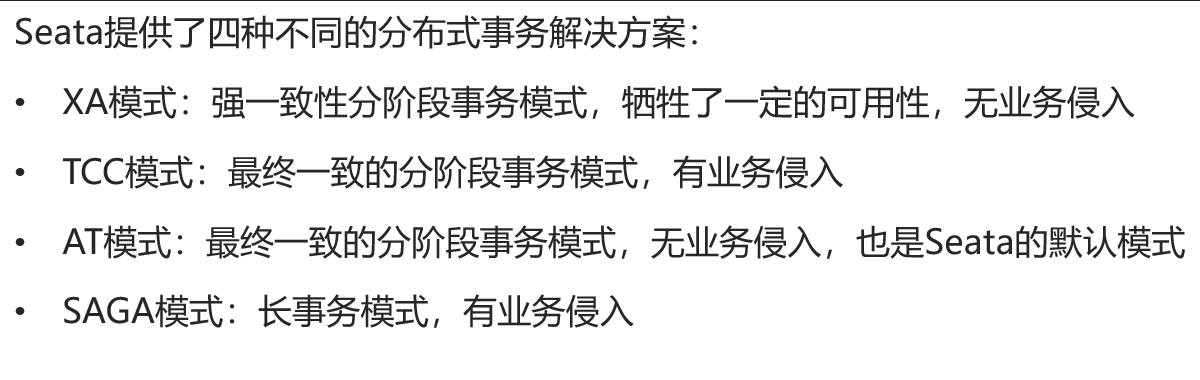 Seata提供了四种不同的分布式事务解决方案：
• XA模式：强一致性分阶段事务模式，牺牲了一定的可用性，无业务侵入
• TCC模式：最终一致的分阶段事务模式，有业务侵入
• AT模式：最终一致的分阶段事务模式，无业务侵入，也是Seata的默认模式
• SAGA模式：长事务模式，有业务侵入